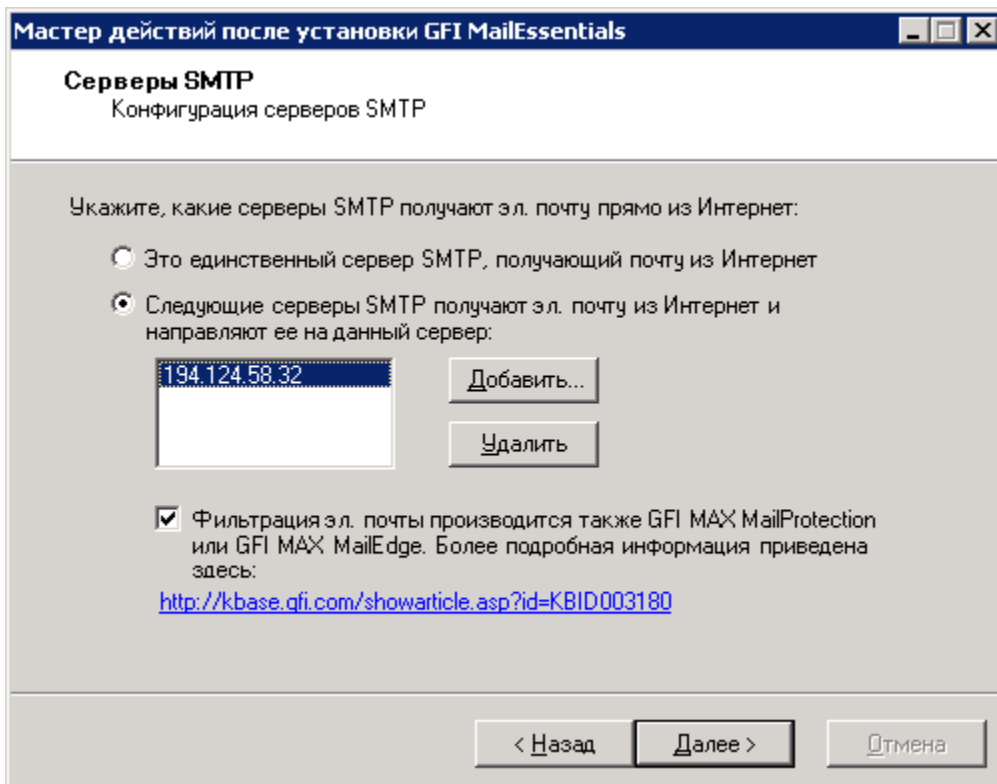 Мастер действий после установки GFI MailEssentials
Серверы SMTP
Конфигурация серверов SMTP
Укажите, какие серверы SMTP получают эл. почту прямо из Интернет:
Это единственный сервер SMTP, получающий почту из Интернет
Следующие серверы SMTP получают эл. почту из Интернет и
направляют ее на данный сервер:
194.124.58.32
Добавить...
Удалить
Фильтрация эл. почты производится также GFI MAX MailProtection
или GFI MAX MailEdge. Более подробная информация приведена
здесь:
http://kbase.gfi.com/showarticle.asp?id=KBID003180
< Назад
Далее >
Отмена